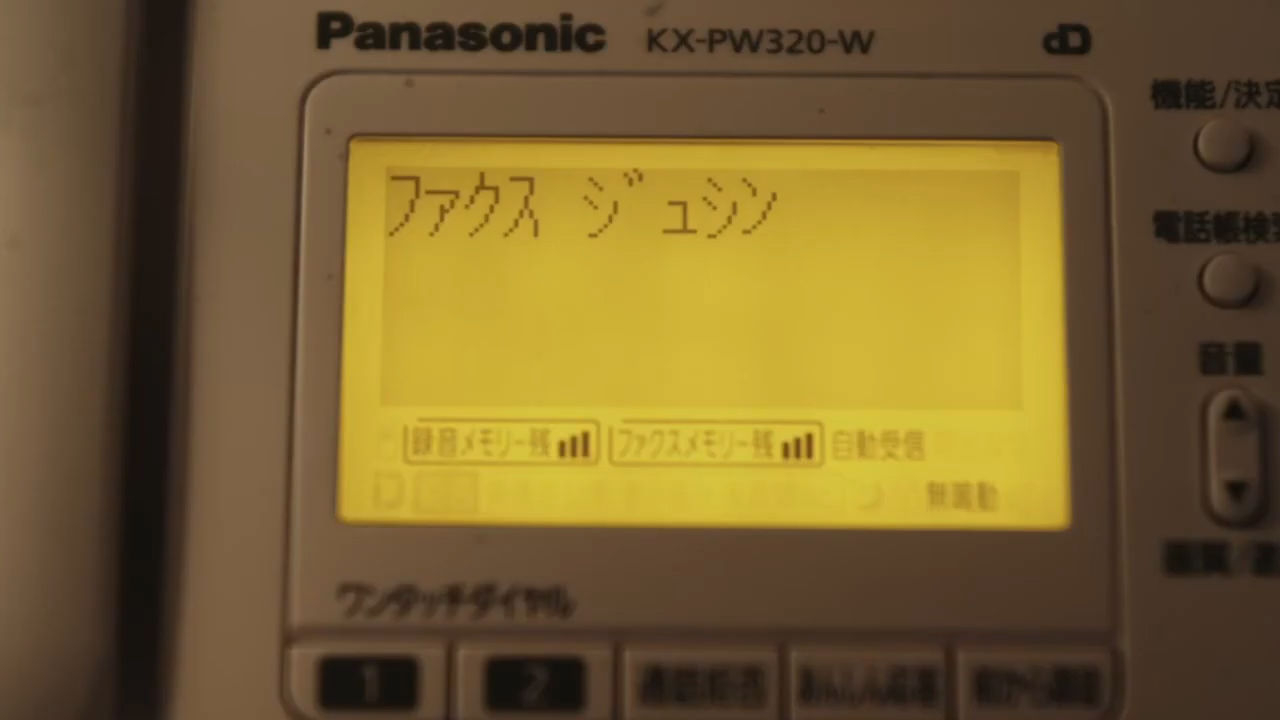 Panasonic KX-PW320-W
機能/決定
ファクス ジュシン
電話帳検索
音量
▲
▼
録音メモリー残
ファクスメモリー残
自動受信
無鳴動
ワンタッチダイヤル
1
2